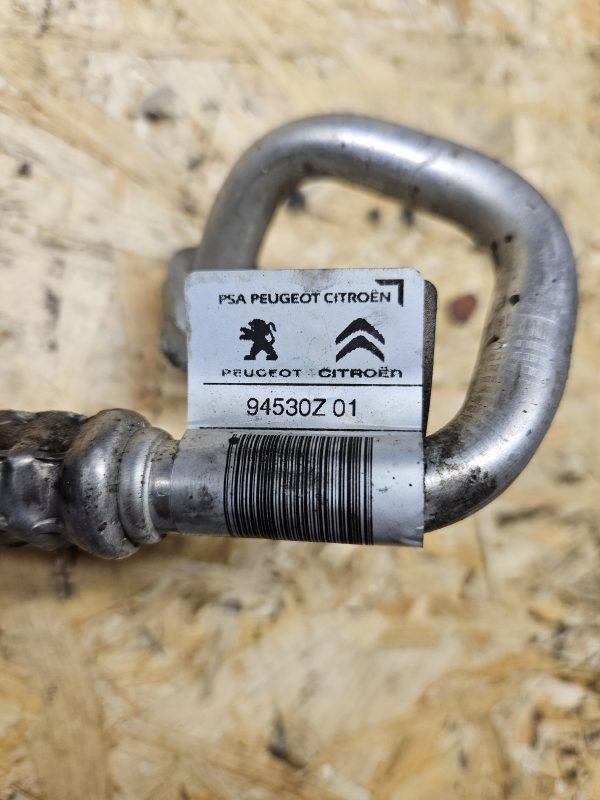 PSA PEUGEOT CITROËN
PEUGEOT CITROËn
94530Z 01